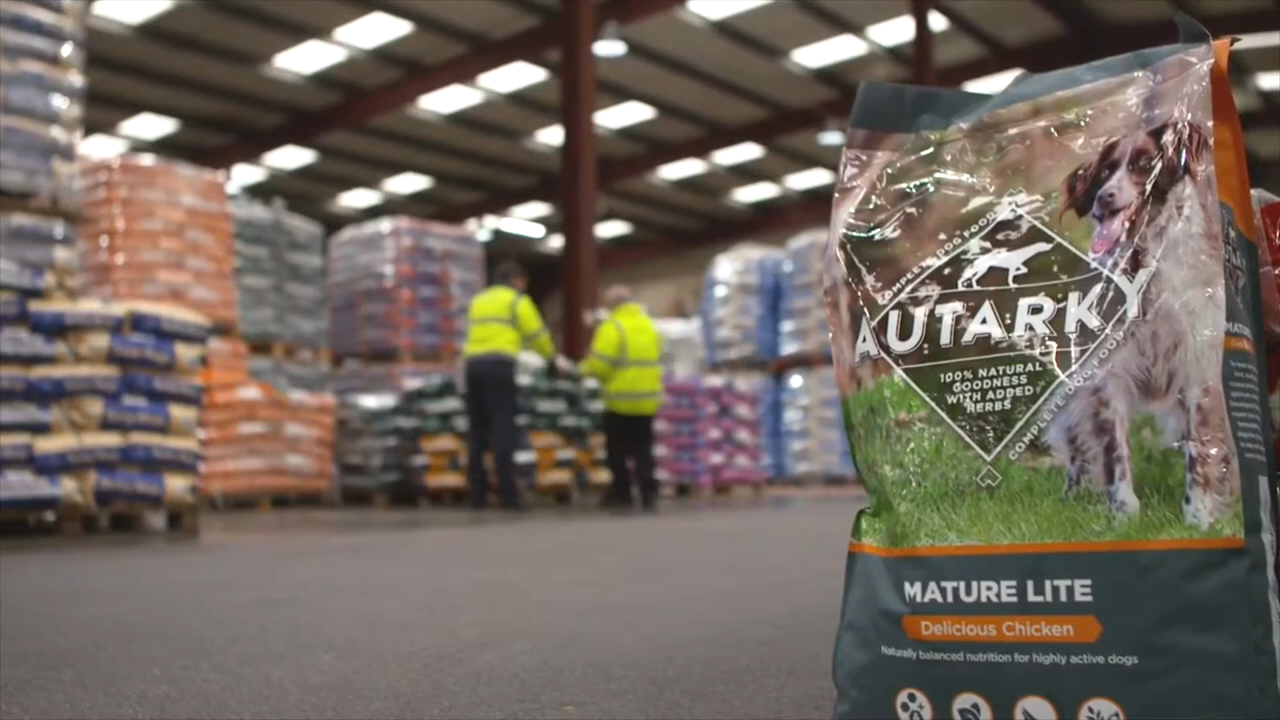 COMPLETE DOG FOOD
AUTARKY
100% NATURAL
GOODNESS
WITH ADDED
HERBS
COMPLETE DOG FOOD
MATURE LITE
Delicious Chicken
Naturally balanced nutrition for highly active dogs
MATURE